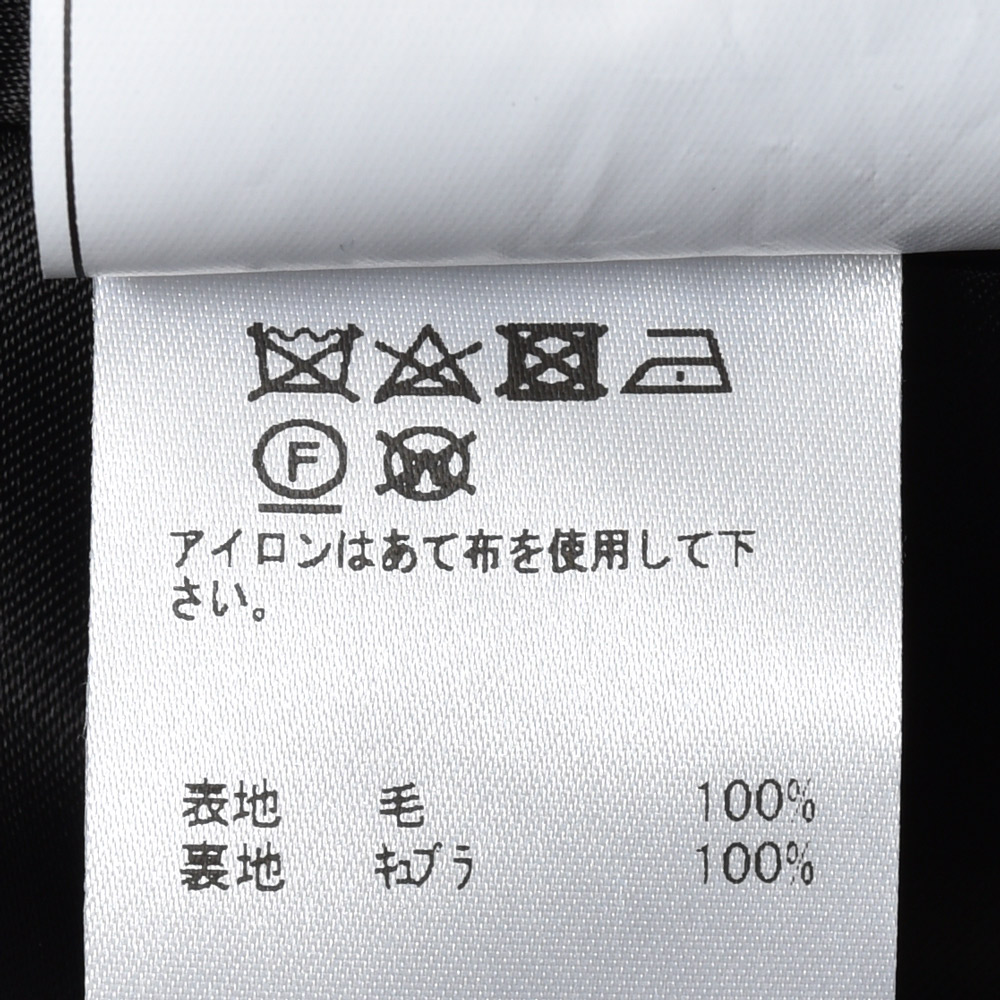 F W
アイロンはあて布を使用して下
さい。
表地 毛 100%
裏地 キュプラ 100%